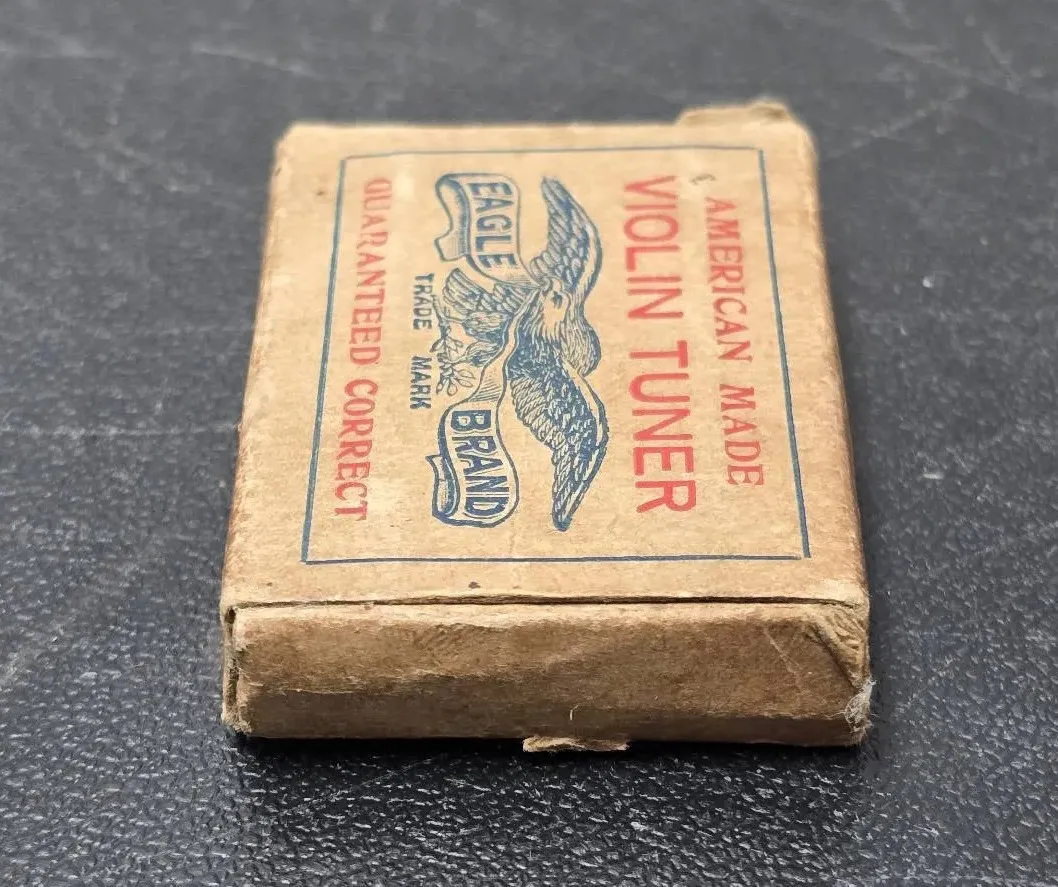 AMERICAN MADE
VIOLIN TUNER
EAGLE BRAND
TRADE MARK
GUARANTEED CORRECT